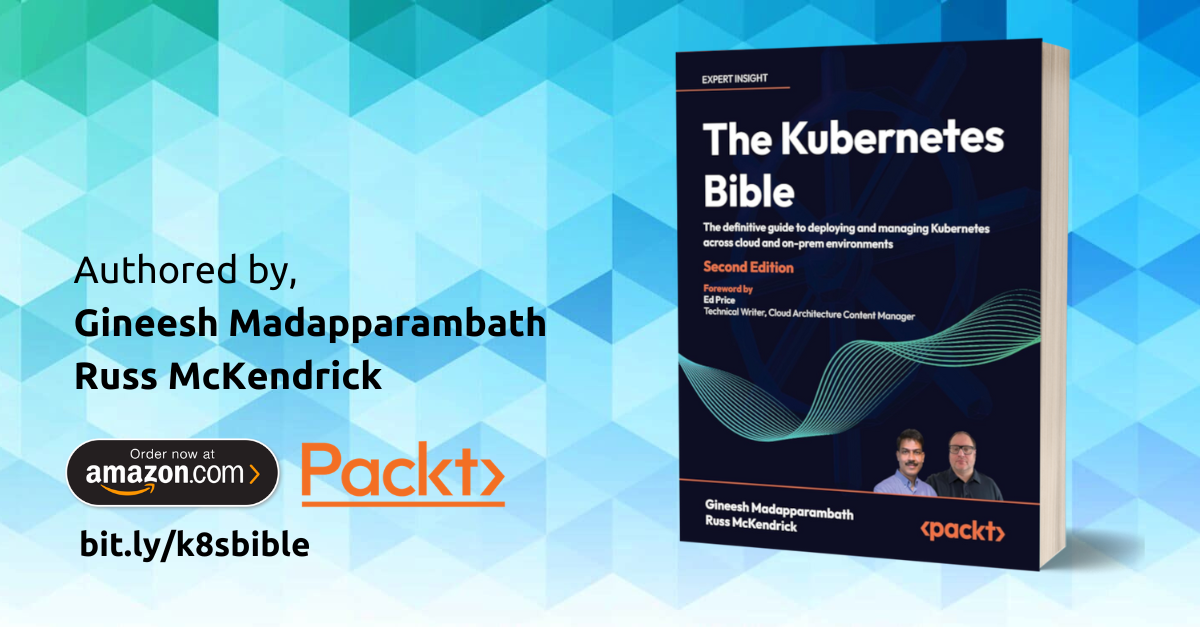 Authored by,
Gineesh Madapparambath
Russ McKendrick
Order now at
amazon.com
Packt
bit.ly/k8sbible
EXPERT INSIGHT
The Kubernetes
Bible
The definitive guide to deploying and managing Kubernetes
across cloud and on-prem environments
Second Edition
Foreword by
Ed Price
Technical Writer, Cloud Architecture Content Manager
Gineesh Madapparambath
Russ McKendrick
<packt>